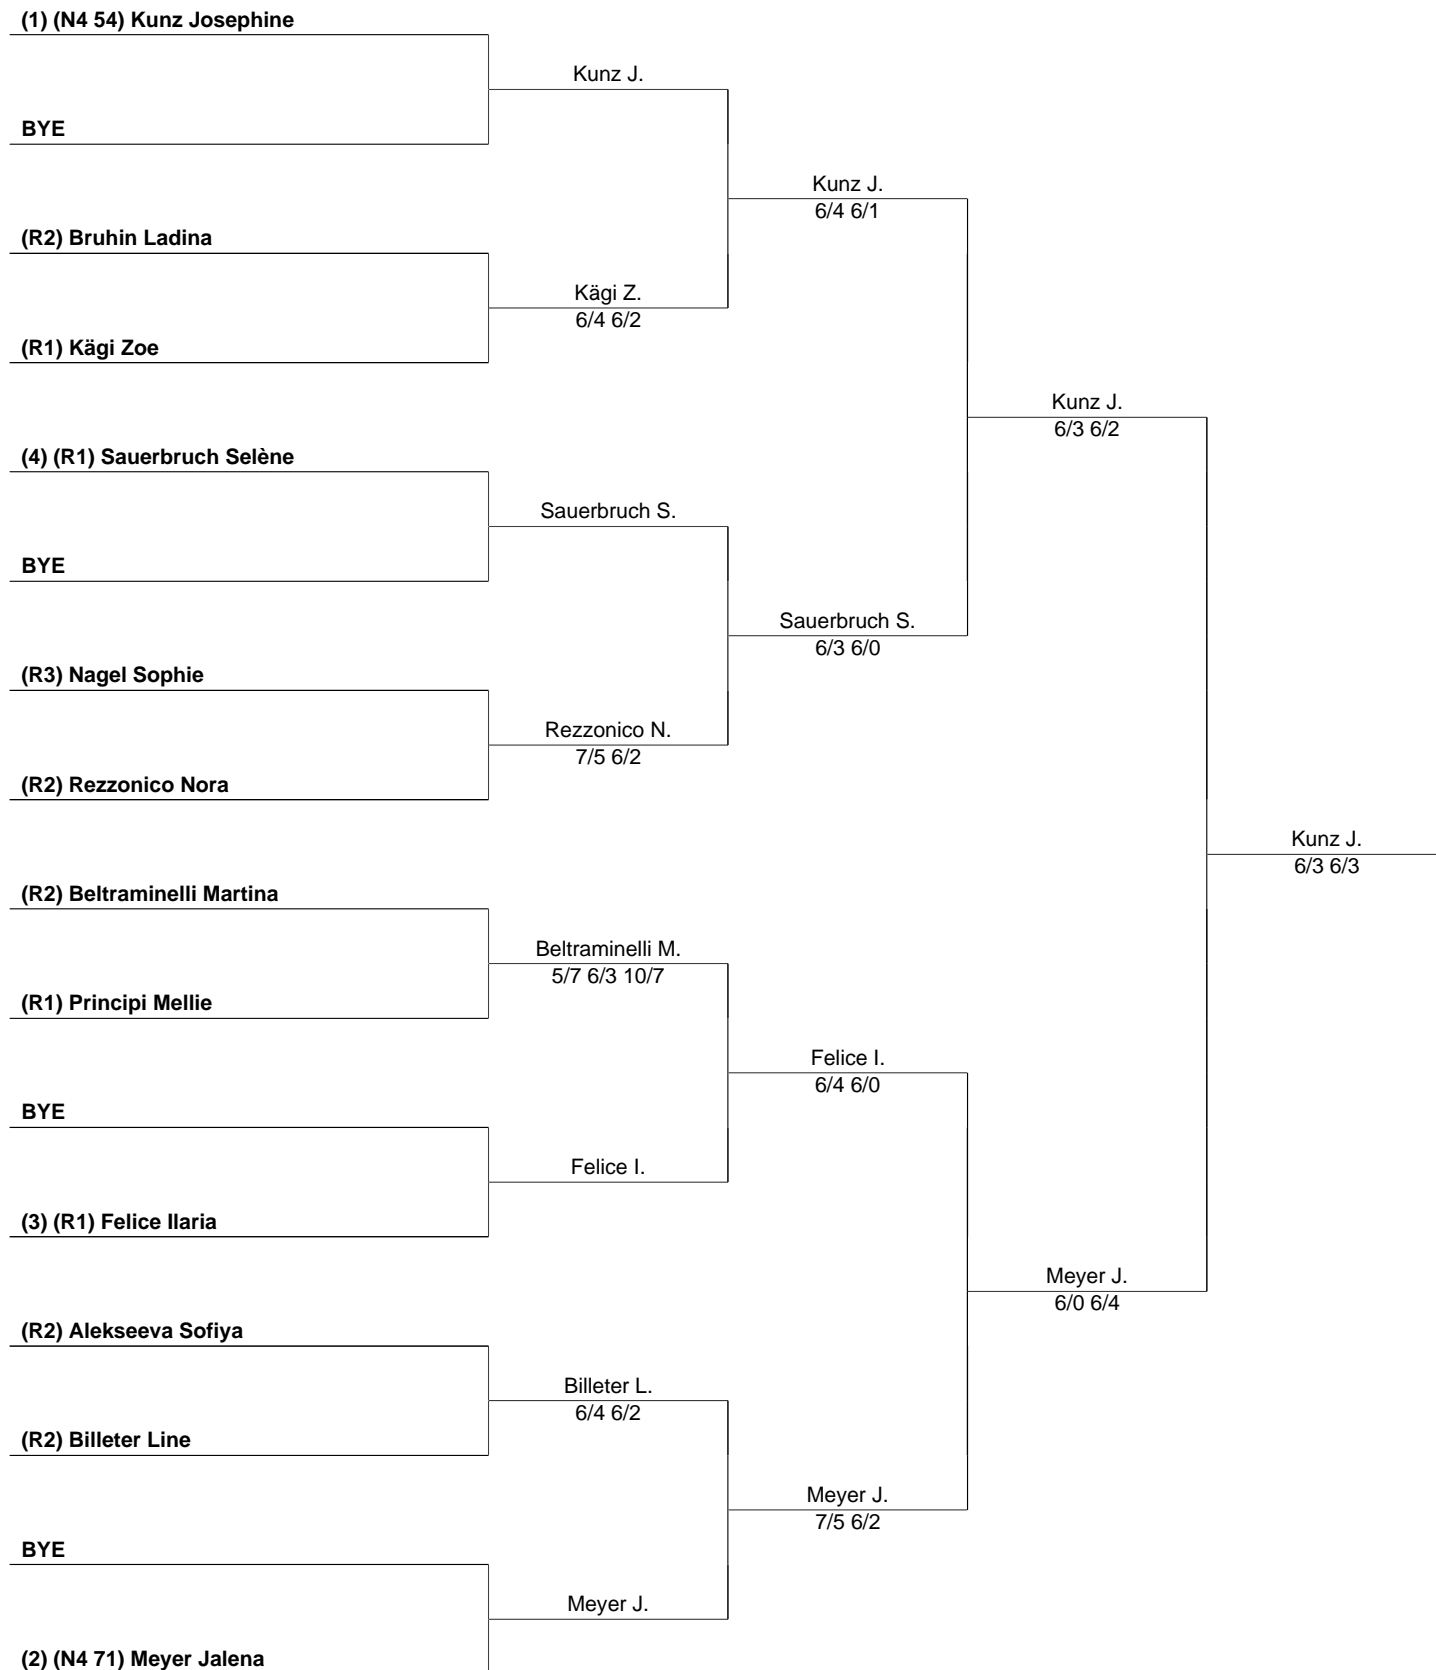 (1) (N4 54) Kunz Josephine
Kunz J.
BYE
Kunz J.
6/4 6/1
(R2) Bruhin Ladina
Kägi Z.
6/4 6/2
(R1) Kägi Zoe
Kunz J.
6/3 6/2
(4) (R1) Sauerbruch Selène
Sauerbruch S.
BYE
Sauerbruch S.
6/3 6/0
(R3) Nagel Sophie
Rezzonico N.
7/5 6/2
(R2) Rezzonico Nora
Kunz J.
6/3 6/3
(R2) Beltraminelli Martina
Beltraminelli M.
5/7 6/3 10/7
(R1) Principi Mellie
Felice I.
6/4 6/0
BYE
Felice I.
(3) (R1) Felice Ilaria
Meyer J.
6/0 6/4
(R2) Alekseeva Sofiya
Billeter L.
6/4 6/2
(R2) Billeter Line
Meyer J.
7/5 6/2
BYE
Meyer J.
(2) (N4 71) Meyer Jalena